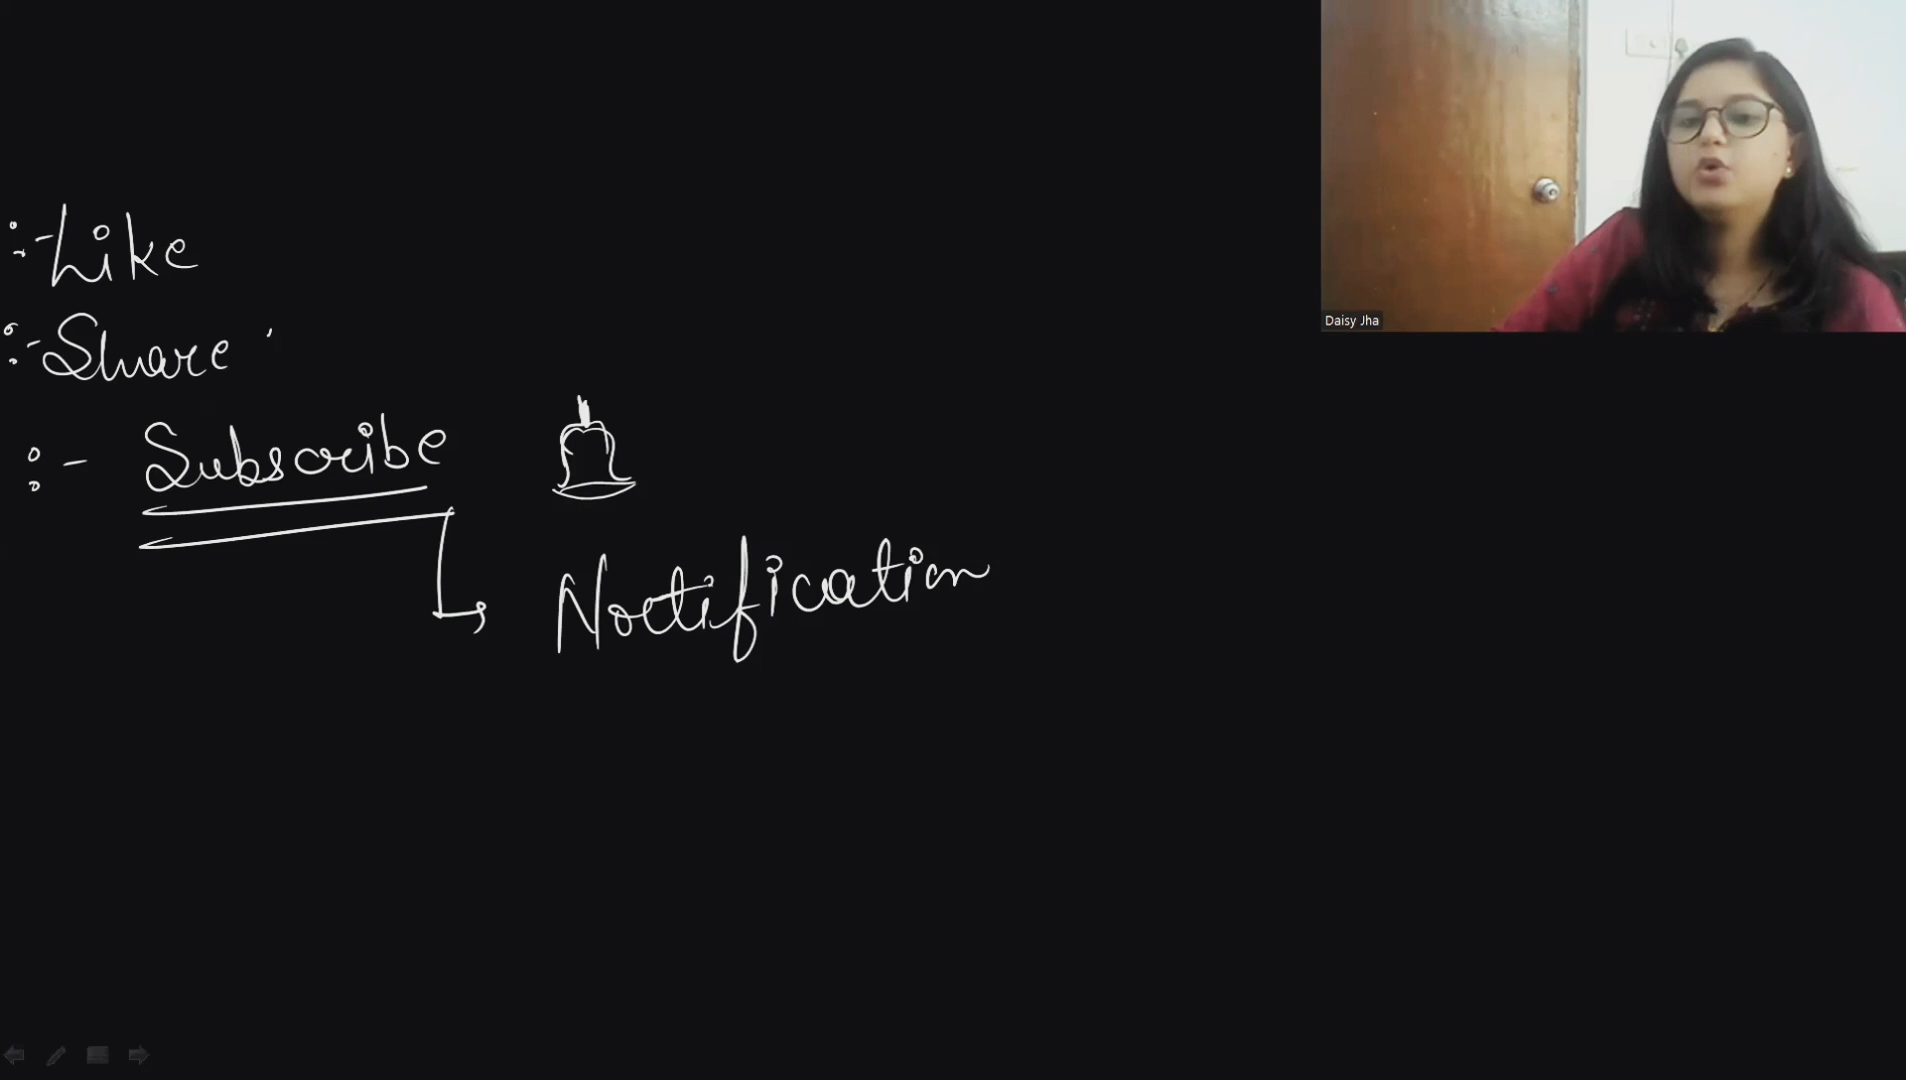 :- Like
:- Share
:- Subscribe
Noctification
Daisy Jha